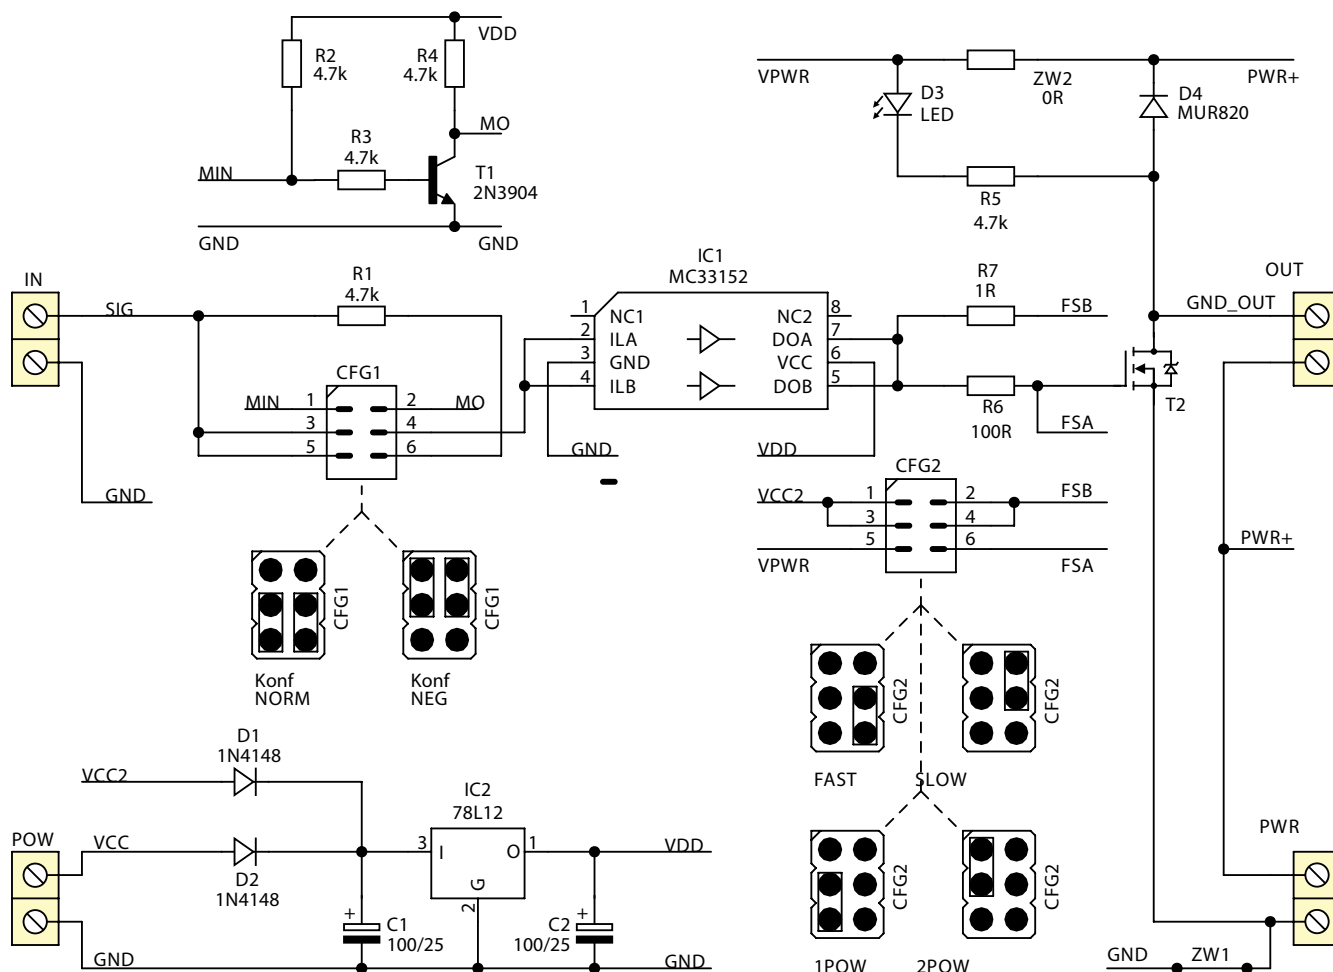 VDD
R2
4.7k
R4
4.7k
MO
R3
4.7k
MIN
T1
2N3904
GND
GND
VPWR
D3
LED
ZW2
0R
D4
MUR820
PWR+
R5
4.7k
IN
SIG
R1
4.7k
IC1
MC33152
1
NC1
NC2
8
2
ILA
DOA
7
3
GND
VCC
6
4
ILB
DOB
5
R7
1R
FSB
GND_OUT
OUT
CFG1
MIN
1
2
MO
3
4
5
6
GND
GND
VDD
R6
100R
FSA
T2
CFG2
VCC2
1
2
FSB
3
4
VPWR
5
6
FSA
PWR+
CFG1
CFG1
Konf
NORM
Konf
NEG
CFG2
CFG2
FAST
SLOW
D1
1N4148
VCC2
IC2
78L12
POW
VCC
3
I
O
1
VDD
G
2
D2
1N4148
+
C1
100/25
+
C2
100/25
GND
GND
CFG2
CFG2
1POW
2POW
PWR
GND
ZW1